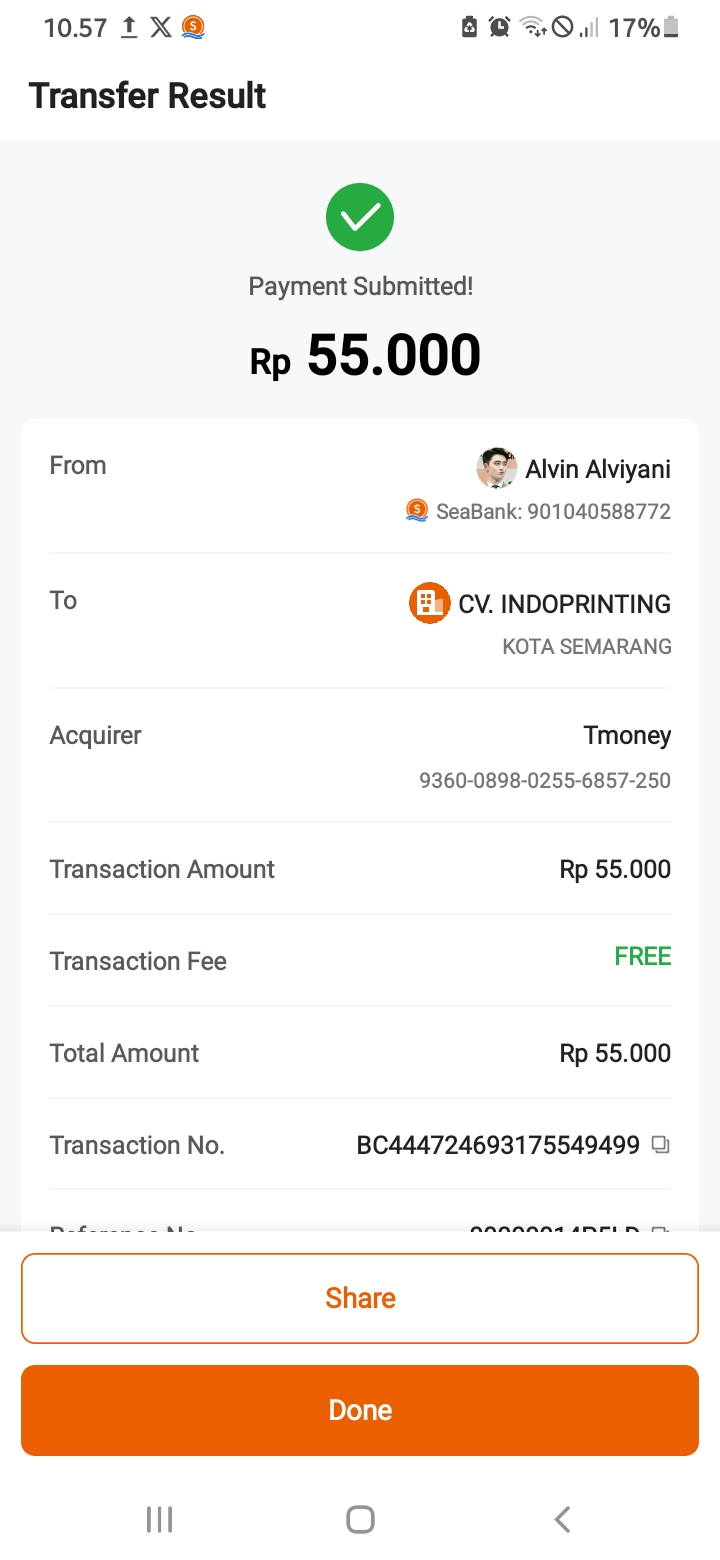 10.57
17%
Transfer Result
Payment Submitted!
Rp 55.000
From
Alvin Alviyani
SeaBank: 901040588772
To
CV. INDOPRINTING
KOTA SEMARANG
Acquirer
Tmoney
9360-0898-0255-6857-250
Transaction Amount
Rp 55.000
Transaction Fee
FREE
Total Amount
Rp 55.000
Transaction No.
BC444724693175549499
Share
Done